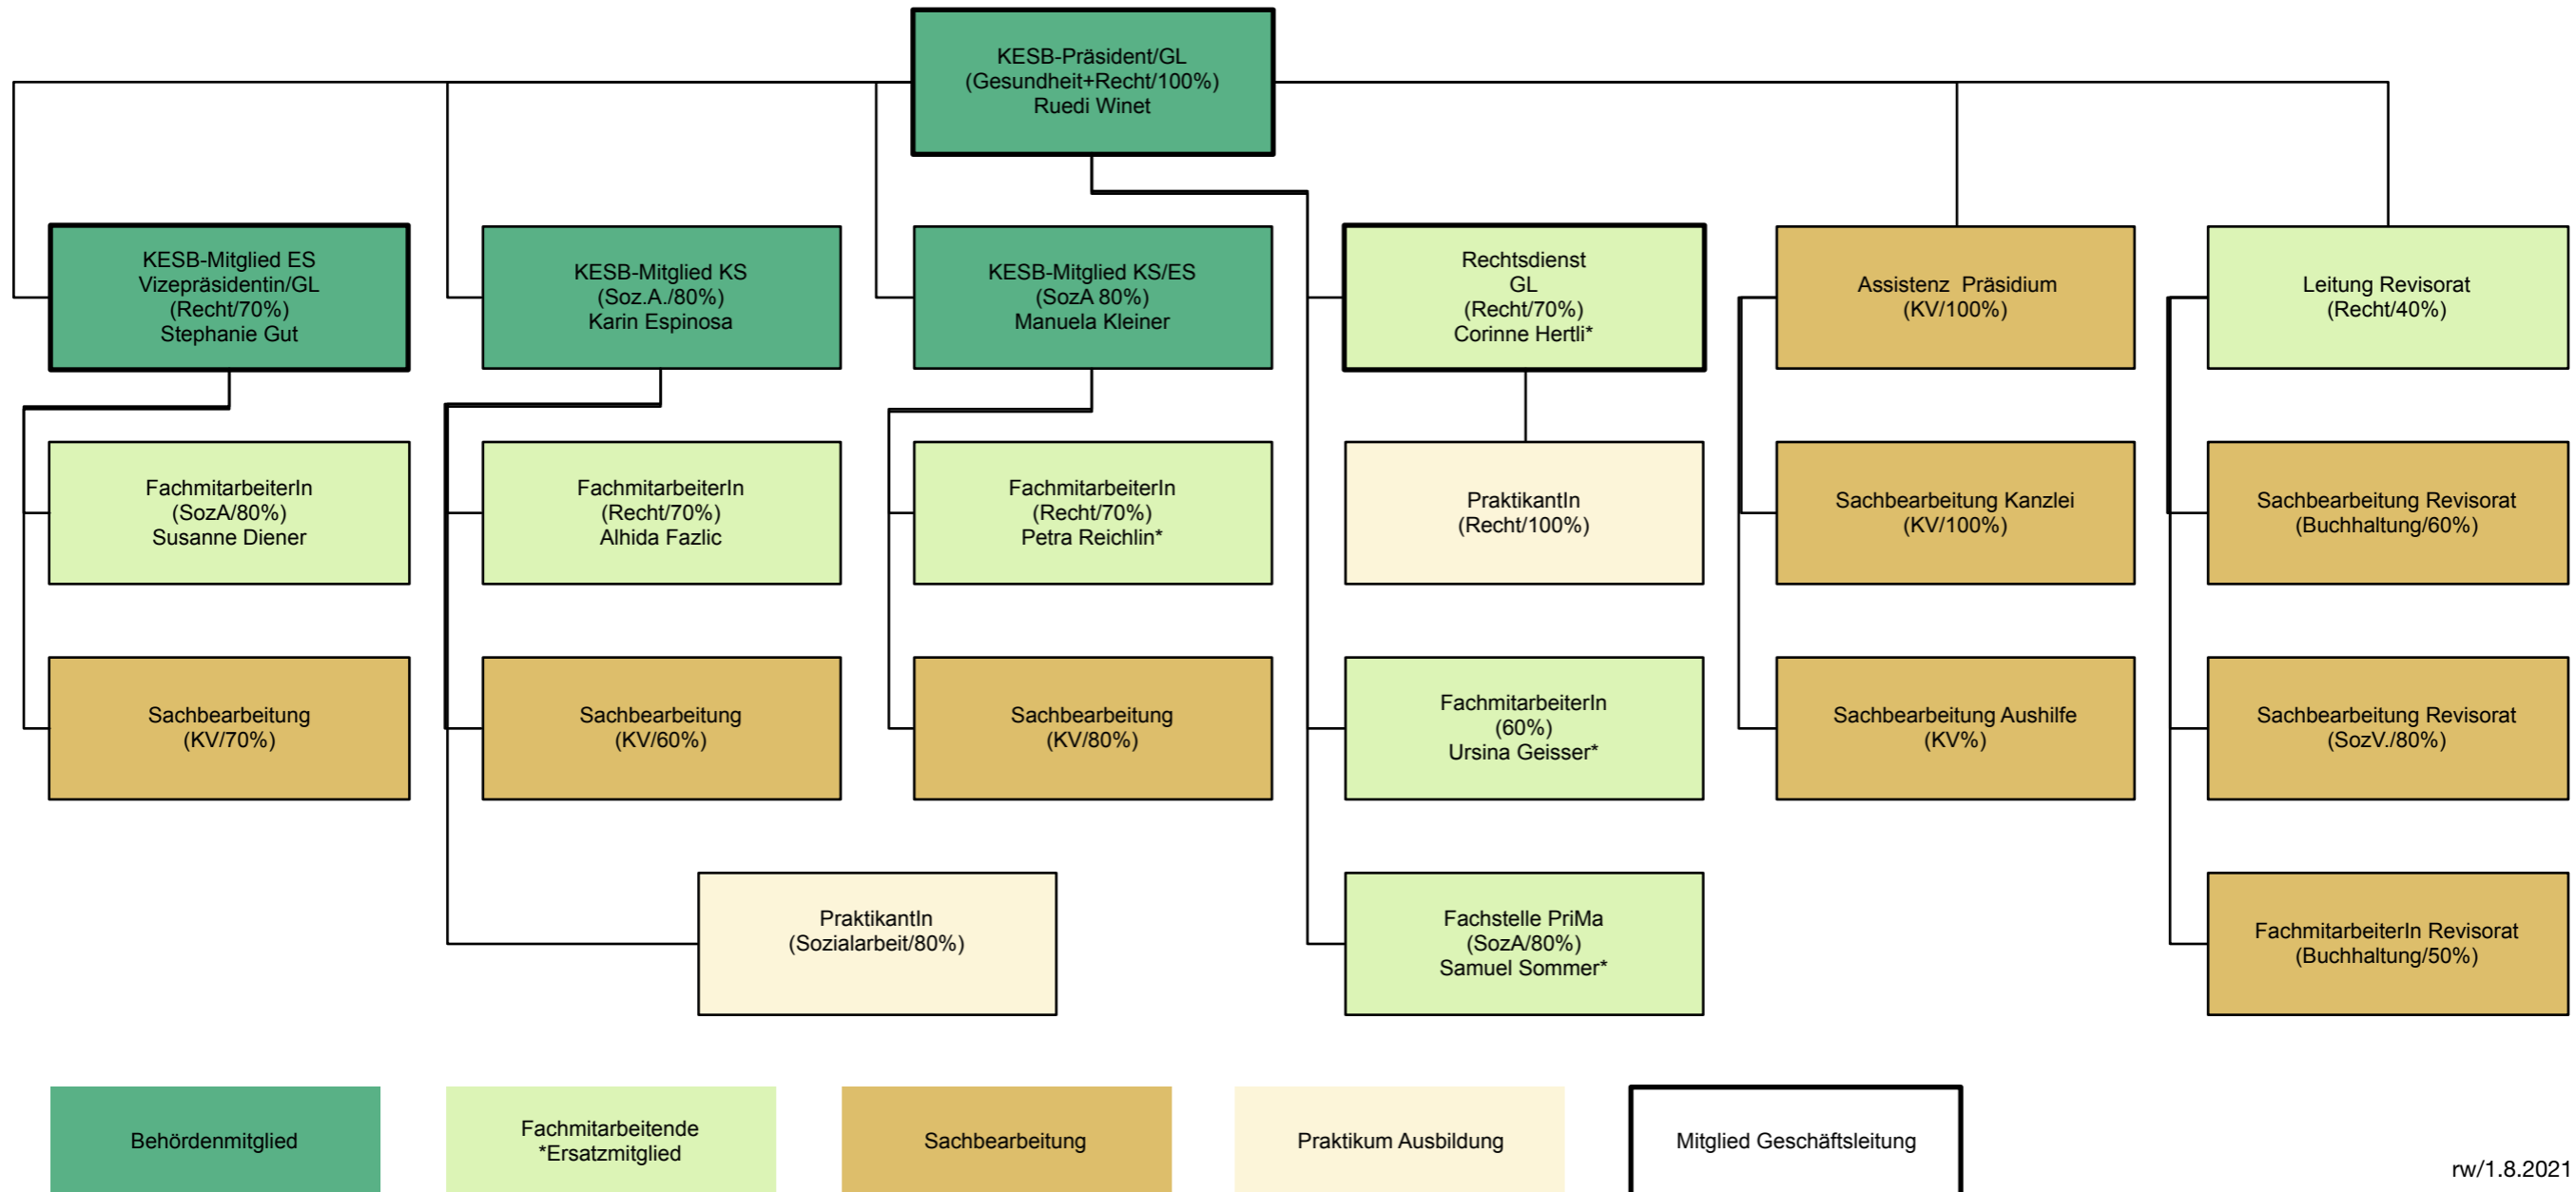 KESB-Präsident/GL
(Gesundheit+Recht/100%)
Ruedi Winet
KESB-Mitglied ES
Vizepräsidentin/GL
(Recht/70%)
Stephanie Gut
KESB-Mitglied KS
(Soz.A./80%)
Karin Espinosa
KESB-Mitglied KS/ES
(SozA 80%)
Manuela Kleiner
Rechtsdienst
GL
(Recht/70%)
Corinne Hertli*
Assistenz  Präsidium
(KV/100%)
Leitung Revisorat
(Recht/40%)
FachmitarbeiterIn
(SozA/80%)
Susanne Diener
FachmitarbeiterIn
(Recht/70%)
Alhida Fazlic
FachmitarbeiterIn
(Recht/70%)
Petra Reichlin*
PraktikantIn
(Recht/100%)
Sachbearbeitung Kanzlei
(KV/100%)
Sachbearbeitung Revisorat
(Buchhaltung/60%)
Sachbearbeitung
(KV/70%)
Sachbearbeitung
(KV/60%)
Sachbearbeitung
(KV/80%)
FachmitarbeiterIn
(60%)
Ursina Geisser*
Sachbearbeitung Aushilfe
(KV%)
Sachbearbeitung Revisorat
(SozV./80%)
PraktikantIn
(Sozialarbeit/80%)
Fachstelle PriMa
(SozA/80%)
Samuel Sommer*
FachmitarbeiterIn Revisorat
(Buchhaltung/50%)
Behördenmitglied
Fachmitarbeitende
*Ersatzmitglied
Sachbearbeitung
Praktikum Ausbildung
Mitglied Geschäftsleitung
rw/1.8.2021